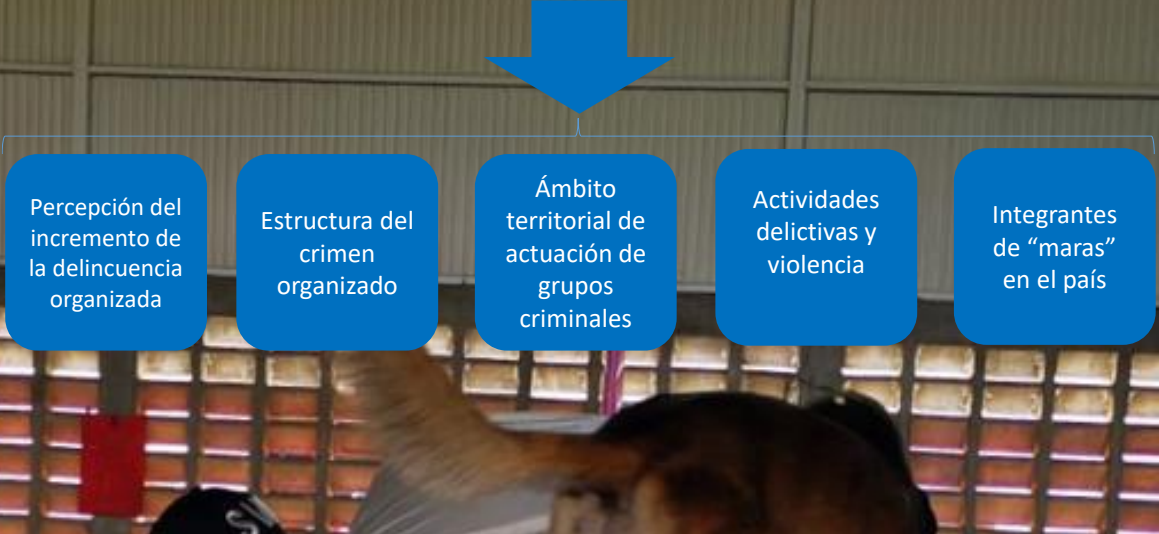 Percepción del
incremento de
la delincuencia
organizada
Estructura del
crimen
organizado
Ámbito
territorial de
actuación de
grupos
criminales
Actividades
delictivas y
violencia
Integrantes
de “maras”
en el país